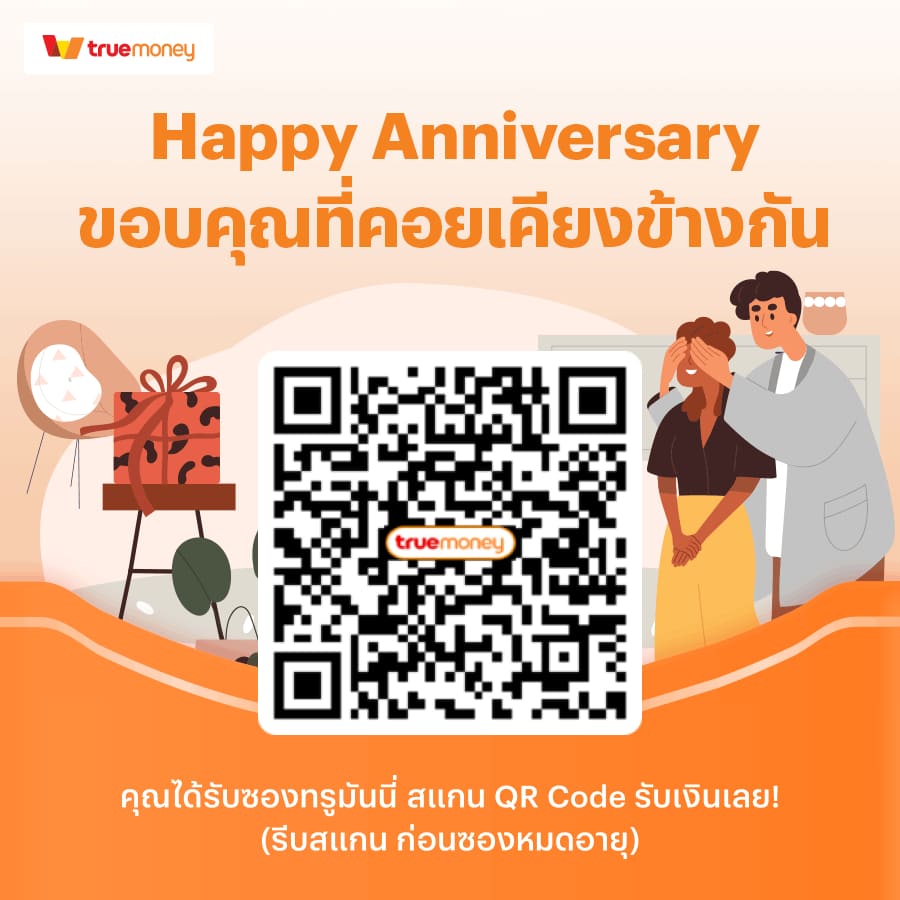 truemoney
Happy Anniversary
ขอบคุณที่คอยเคียงข้างกัน
truemoney
คุณได้รับซองทรูมันนี่ สแกน QR Code รับเงินเลย!
(รีบสแกน ก่อนซองหมดอายุ)